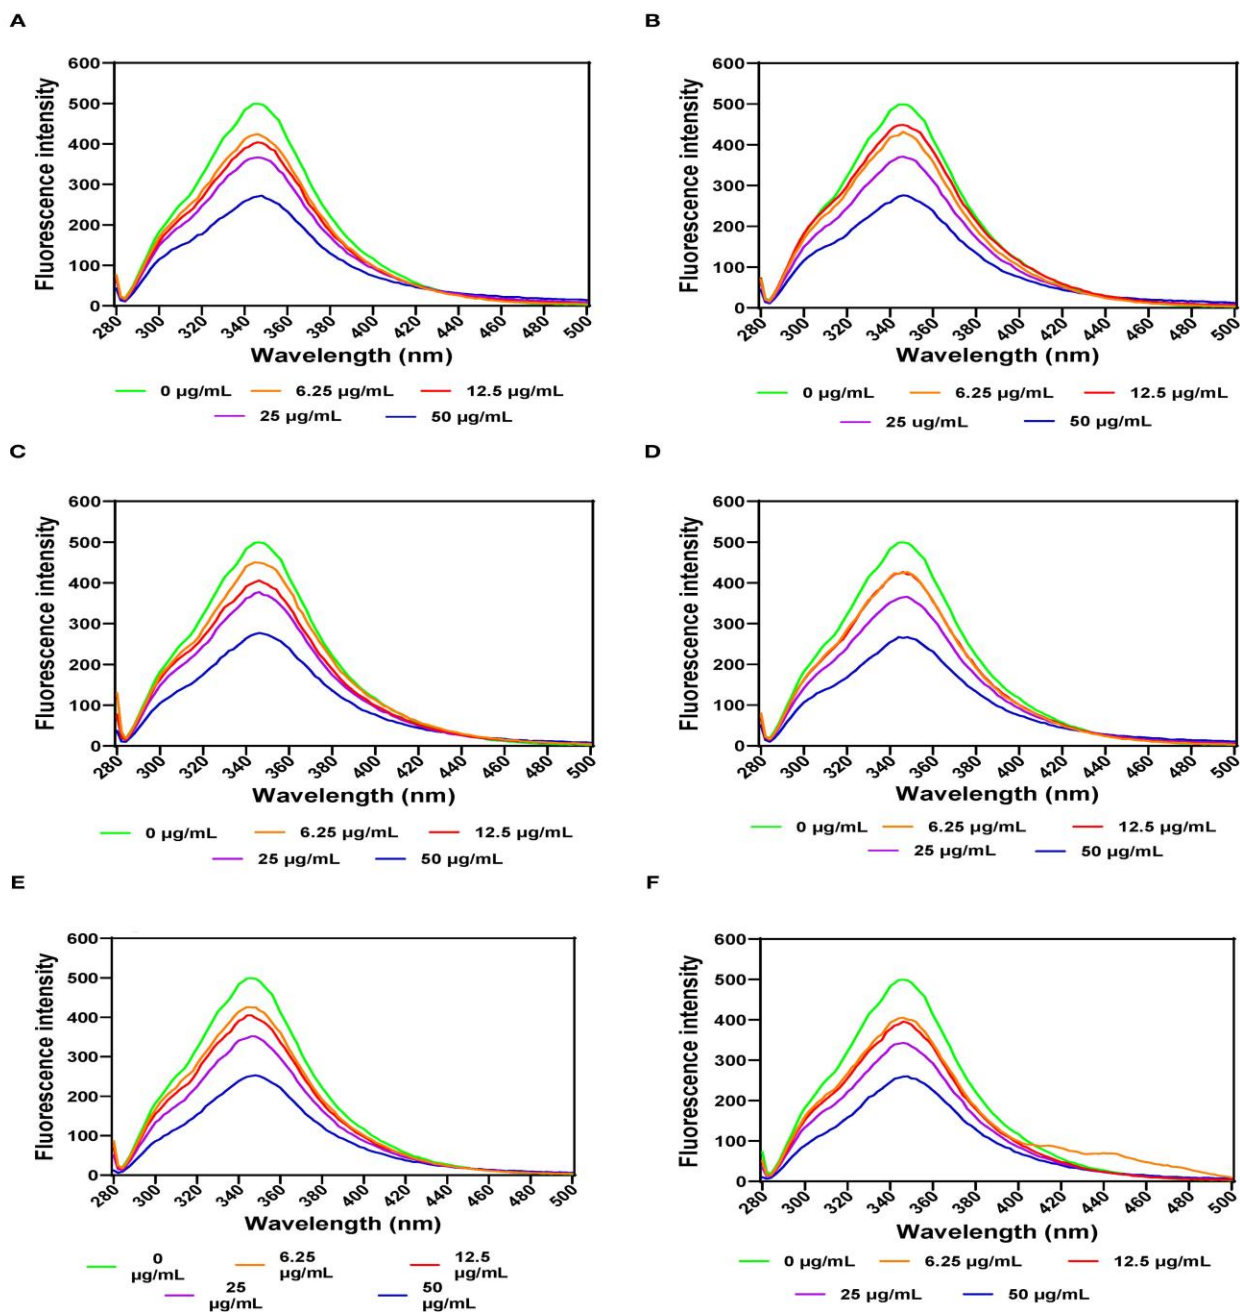 A
Fluorescence intensity
600
500
400
300
200
100
0
280 300 320 340 360 380 400 420 440 460 480 500
Wavelength (nm)
0 µg/mL 6.25 µg/mL 12.5 µg/mL
25 µg/mL 50 µg/mL
B
Fluorescence intensity
600
500
400
300
200
100
0
280 300 320 340 360 380 400 420 440 460 480 500
Wavelength (nm)
0 µg/mL 6.25 µg/mL 12.5 µg/mL
25 ug/mL 50 µg/mL
C
Fluorescence intensity
600
500
400
300
200
100
0
280 300 320 340 360 380 400 420 440 460 480 500
Wavelength (nm)
0 µg/mL 6.25 µg/mL 12.5 µg/mL
25 µg/mL 50 µg/mL
D
Fluorescence intensity
600
500
400
300
200
100
0
280 300 320 340 360 380 400 420 440 460 480 500
Wavelength (nm)
0 µg/mL 6.25 µg/mL 12.5 µg/mL
25 µg/mL 50 µg/mL
E
Fluorescence intensity
600
500
400
300
200
100
0
280 300 320 340 360 380 400 420 440 460 480 500
Wavelength (nm)
0 6.25 12.5
µg/mL µg/mL µg/mL
25 50
µg/mL µg/mL
F
Fluorescence intensity
600
500
400
300
200
100
0
280 300 320 340 360 380 400 420 440 460 480 500
Wavelength (nm)
0 µg/mL 6.25 µg/mL 12.5 µg/mL
25 µg/mL 50 µg/mL